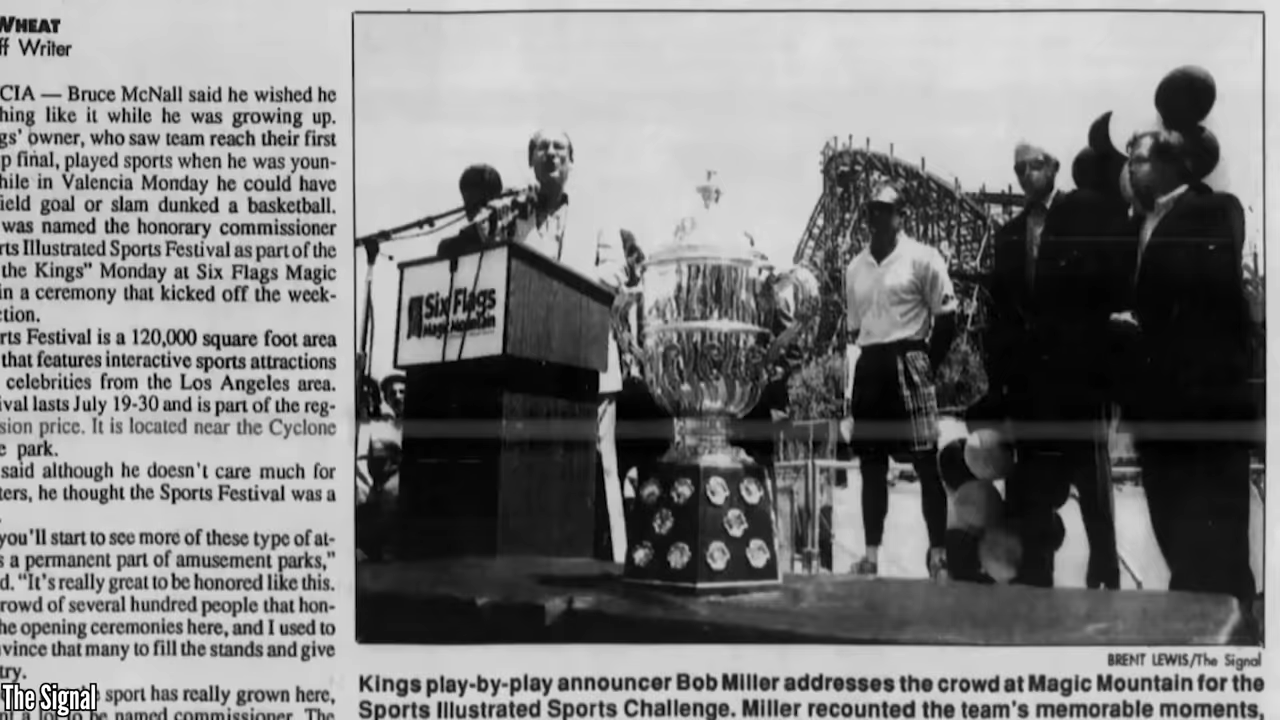 WHEAT
ff Writer
CIA — Bruce McNall said he wished he
hing like it while he was growing up.
gs' owner, who saw team reach their first
p final, played sports when he was youn-
hile in Valencia Monday he could have
ield goal or slam dunked a basketball.
was named the honorary commissioner
rts Illustrated Sports Festival as part of the
the Kings" Monday at Six Flags Magic
in a ceremony that kicked off the week-
ction.
rts Festival is a 120,000 square foot area
that features interactive sports attractions
celebrities from the Los Angeles area.
ival lasts July 19-30 and is part of the reg-
sion price. It is located near the Cyclone
e park.
said although he doesn't care much for
ters, he thought the Sports Festival was a
you'll start to see more of these type of at-
s a permanent part of amusement parks,"
d. "It's really great to be honored like this.
rowd of several hundred people that hon-
he opening ceremonies here, and I used to
vince that many to fill the stands and give
try.
sport has really grown here,
be named commissioner. The
The Signal
Six Flags
Magic Mountain
BRENT LEWIS/The Signal
Kings play-by-play announcer Bob Miller addresses the crowd at Magic Mountain for the
Sports Illustrated Sports Challenge. Miller recounted the team's memorable moments,